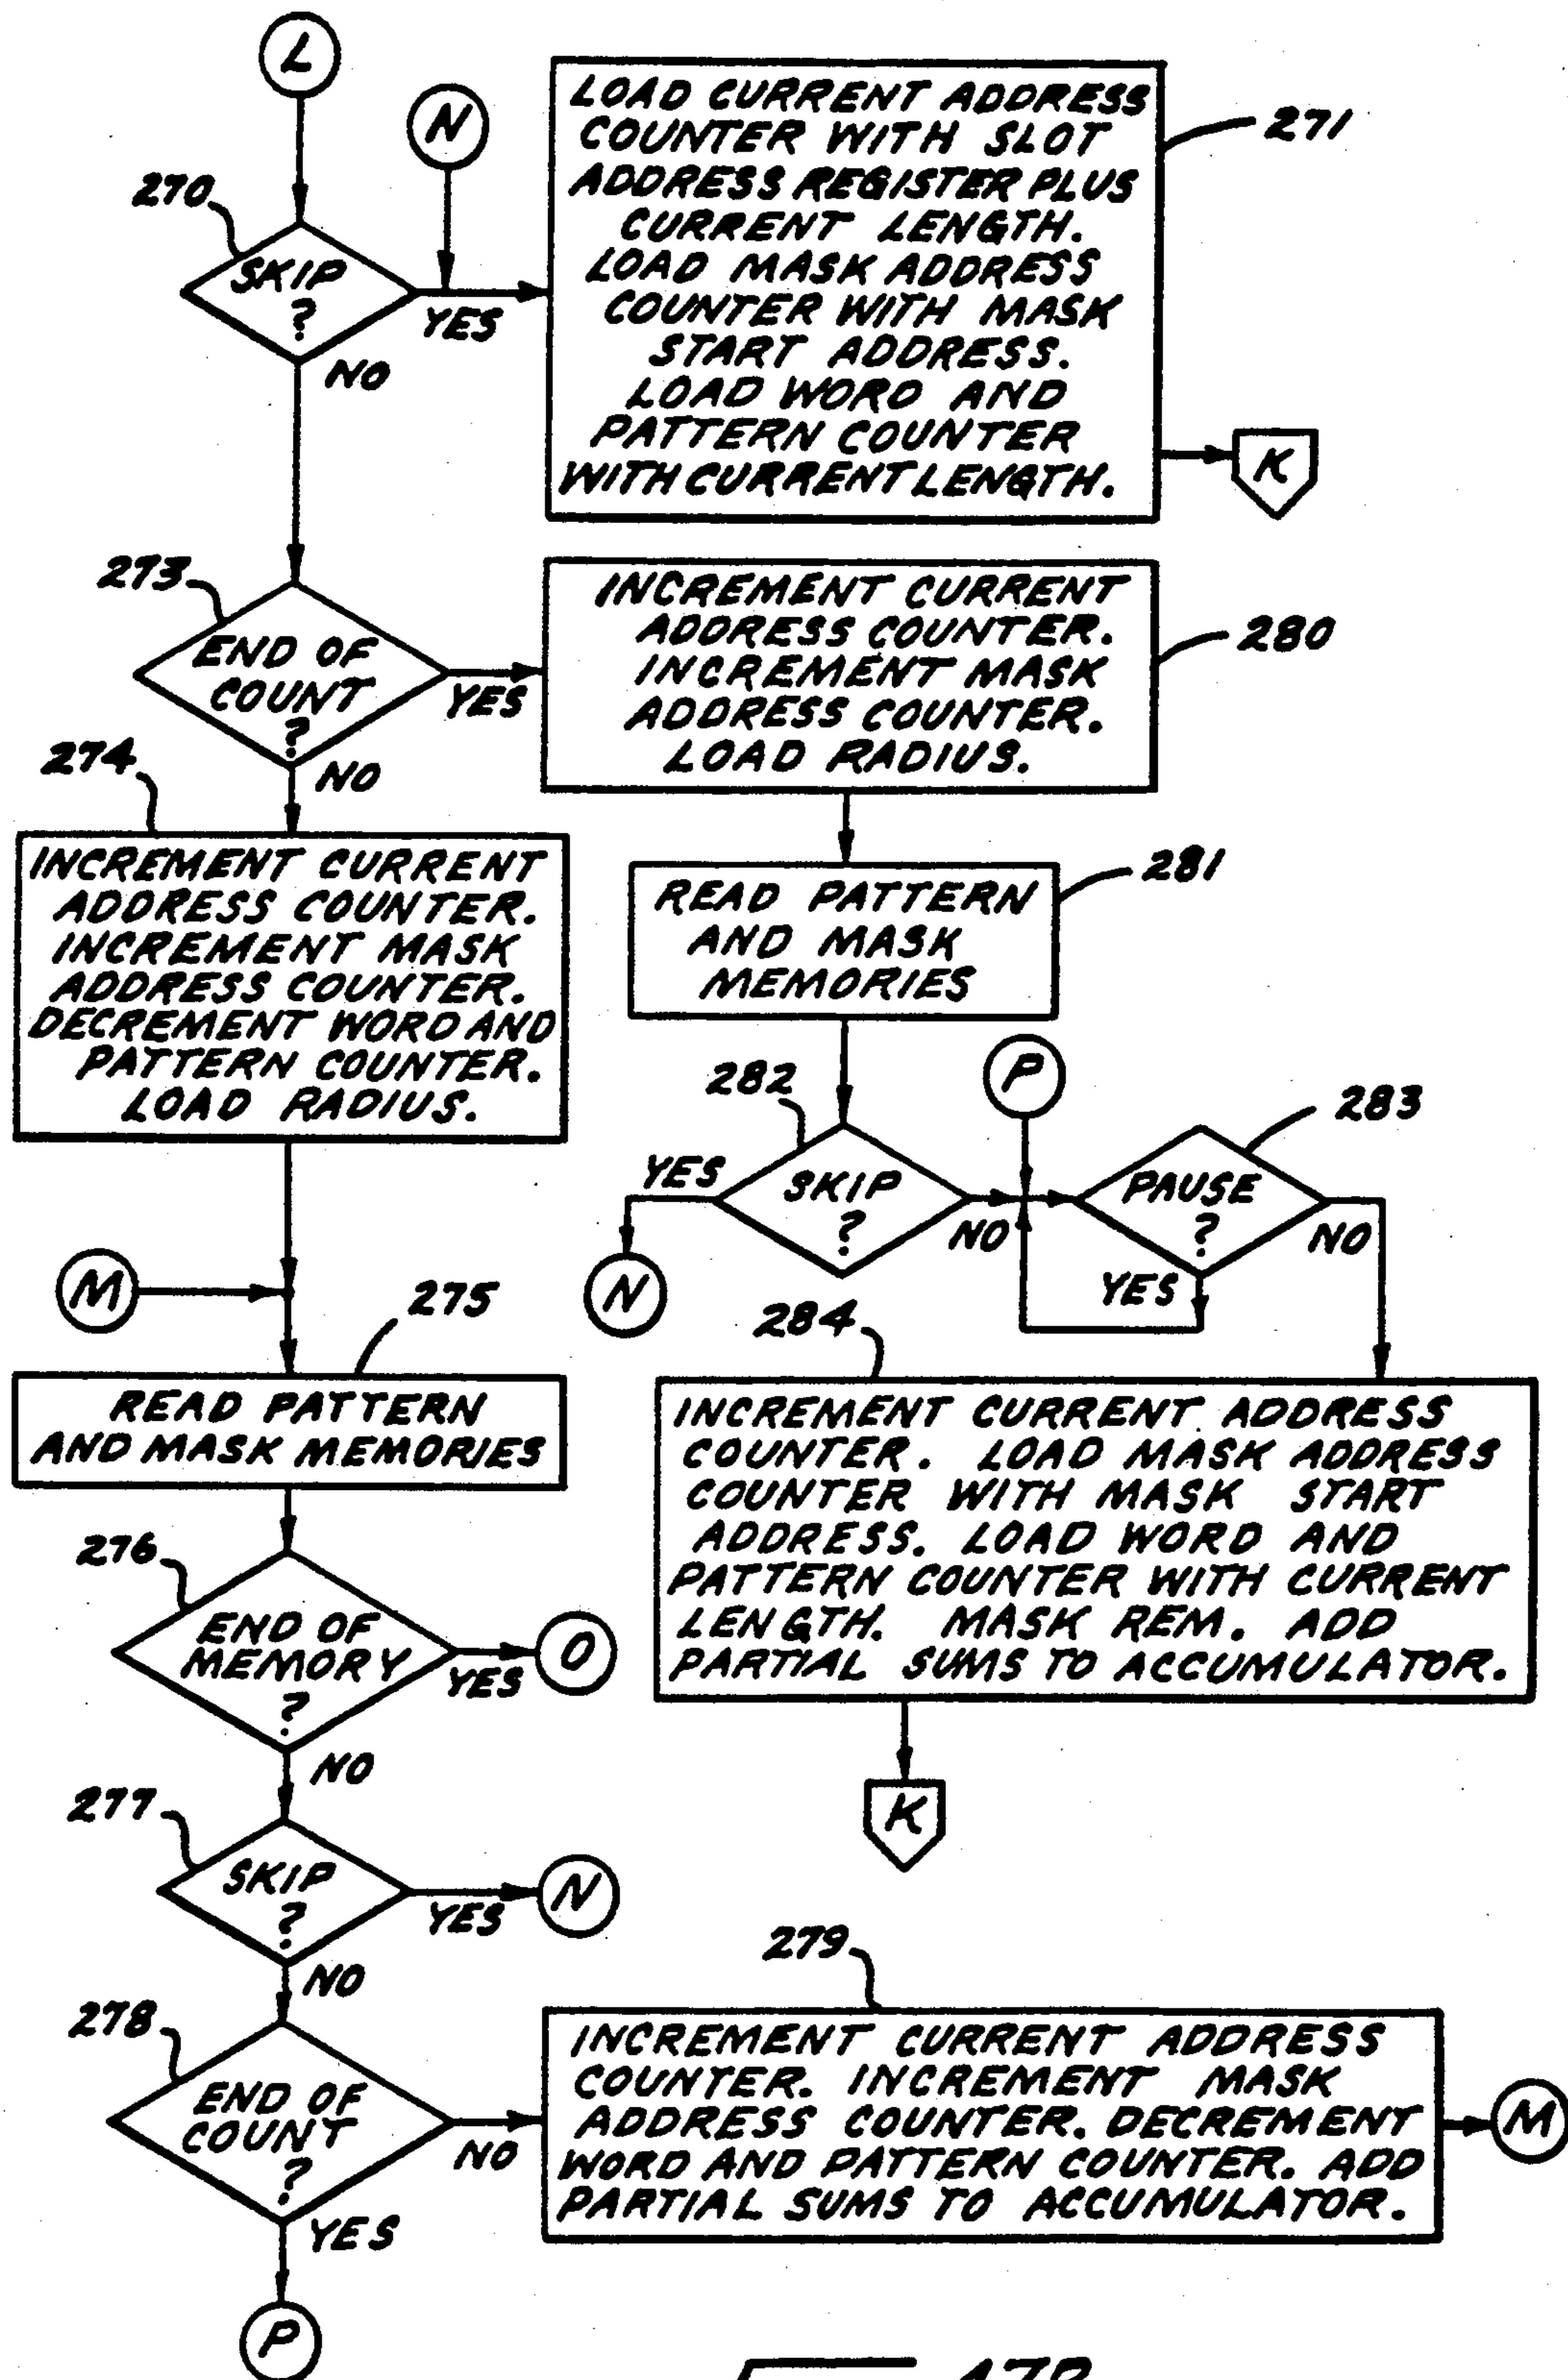 L
N
LOAD CURRENT ADDRESS
COUNTER WITH SLOT
ADDRESS REGISTER PLUS
CURRENT LENGTH.
LOAD MASK ADDRESS
COUNTER WITH MASK
START ADDRESS.
LOAD WORD AND
PATTERN COUNTER
WITH CURRENT LENGTH.
271
270
SKIP
?
YES
NO
K
273
END OF
COUNT
?
YES
NO
INCREMENT CURRENT
ADDRESS COUNTER.
INCREMENT MASK
ADDRESS COUNTER.
LOAD RADIUS.
280
274
INCREMENT CURRENT
ADDRESS COUNTER.
INCREMENT MASK
ADDRESS COUNTER.
DECREMENT WORD AND
PATTERN COUNTER.
LOAD RADIUS.
READ PATTERN
AND MASK
MEMORIES
281
282
P
283
YES
SKIP
?
NO
PAUSE
?
NO
YES
N
M
275
284
READ PATTERN
AND MASK MEMORIES
INCREMENT CURRENT ADDRESS
COUNTER. LOAD MASK ADDRESS
COUNTER WITH MASK START
ADDRESS. LOAD WORD AND
PATTERN COUNTER WITH CURRENT
LENGTH. MASK REM. ADD
PARTIAL SUMS TO ACCUMULATOR.
276
END OF
MEMORY
?
YES
O
NO
K
277
SKIP
?
YES
N
NO
278
END OF
COUNT
?
NO
YES
279
INCREMENT CURRENT ADDRESS
COUNTER. INCREMENT MASK
ADDRESS COUNTER. DECREMENT
WORD AND PATTERN COUNTER. ADD
PARTIAL SUMS TO ACCUMULATOR.
M
P